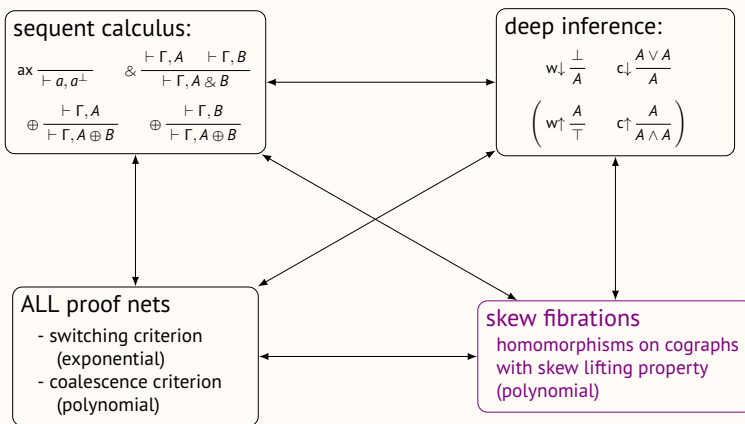 sequent calculus:
ax ⊢ a, a⊥
& ⊢ Γ, A ⊢ Γ, B
⊢ Γ, A & B
⊕ ⊢ Γ, A
⊢ Γ, A ⊕ B
⊕ ⊢ Γ, B
⊢ Γ, A ⊕ B
deep inference:
w↓ ⊥
A
c↓ A ∨ A
A
( w↑ A
⊤
c↑ A
A ∧ A )
ALL proof nets
- switching criterion
(exponential)
- coalescence criterion
(polynomial)
skew fibrations
homomorphisms on cographs
with skew lifting property
(polynomial)